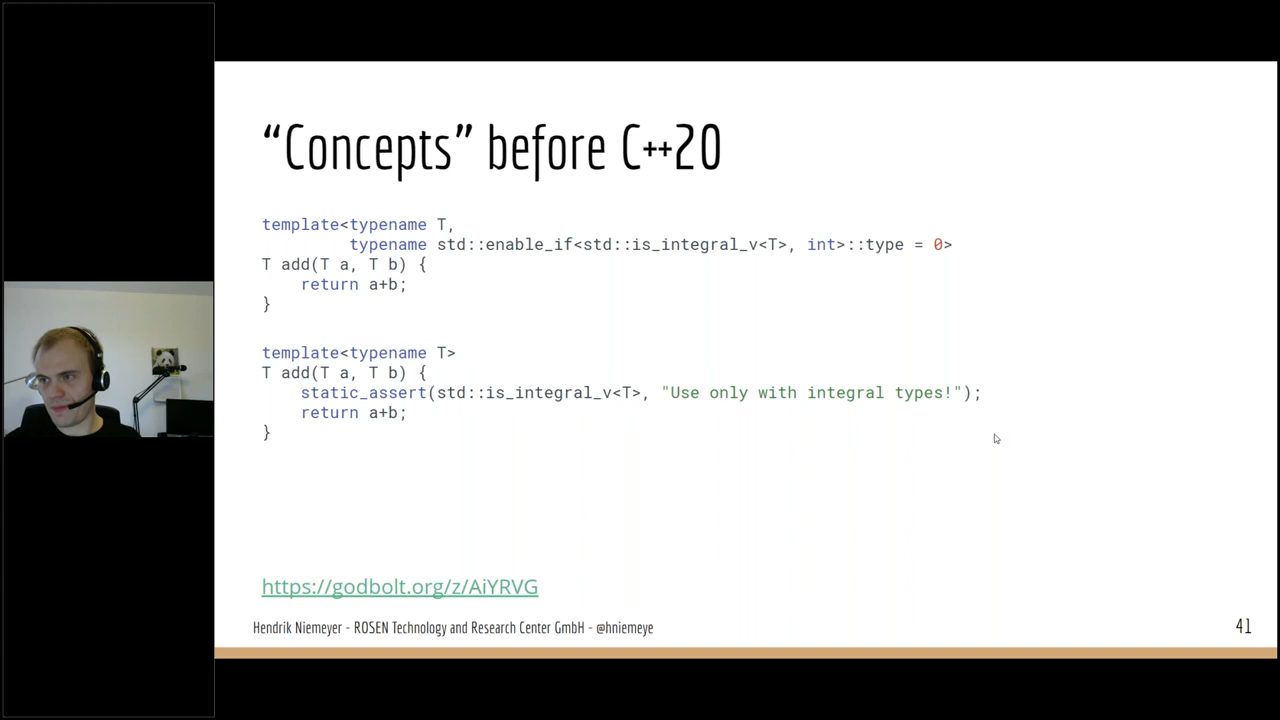 “Concepts” before C++20
template<typename T,
typename std::enable_if<std::is_integral_v<T>, int>::type = 0>
T add(T a, T b) {
return a+b;
}
template<typename T>
T add(T a, T b) {
static_assert(std::is_integral_v<T>, "Use only with integral types!");
return a+b;
}
https://godbolt.org/z/AiYRVG
Hendrik Niemeyer - ROSEN Technology and Research Center GmbH - @hniemeye
41